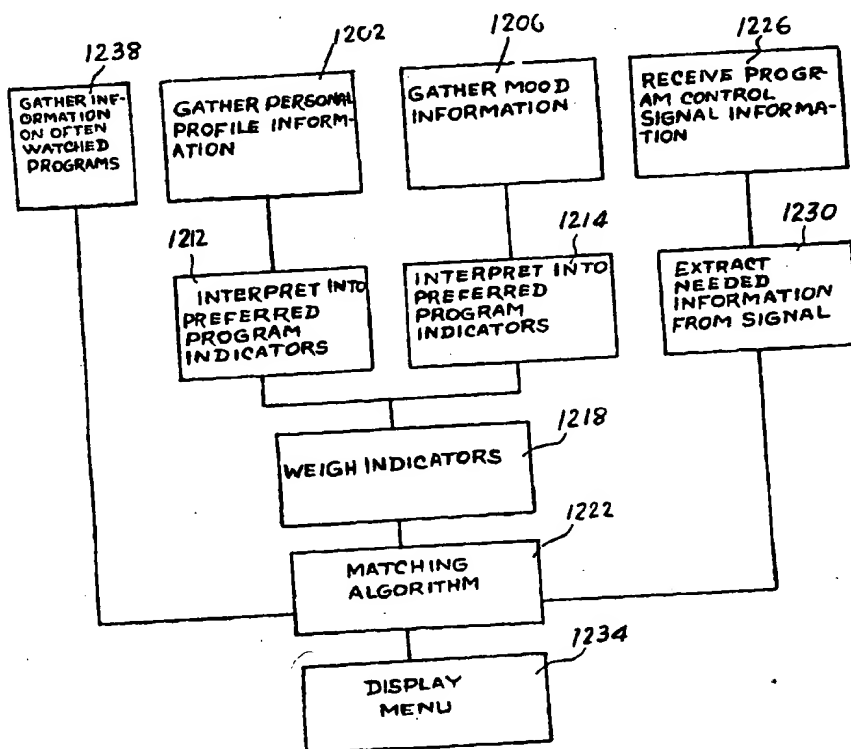 1238
GATHER INF-
ORMATION
ON OFTEN
WATCHED
PROGRAMS
1202
GATHER PERSONAL
PROFILE INFORM-
ATION
1206
GATHER MOOD
INFORMATION
1226
RECEIVE PROGR-
AM CONTROL
SIGNAL INFORMA-
TION
1212
INTERPRET INTO
PREFERRED
PROGRAM
INDICATORS
1214
INTERPRET INTO
PREFERRED
PROGRAM
INDICATORS
1230
EXTRACT
NEEDED
INFORMATION
FROM SIGNAL
1218
WEIGH INDICATORS
1222
MATCHING
ALGORITHM
1234
DISPLAY
MENU